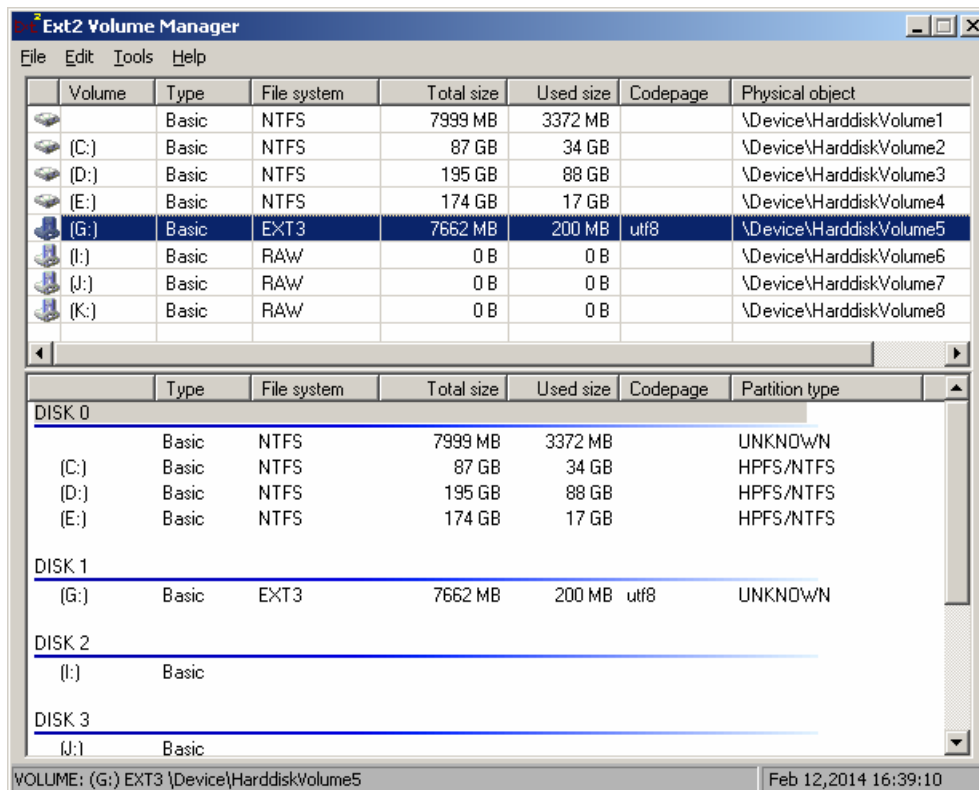 Ext2 Volume Manager
File Edit Tools Help
Volume Type File system Total size Used size Codepage Physical object
Basic NTFS 7999 MB 3372 MB \Device\HarddiskVolume1
(C:) Basic NTFS 87 GB 34 GB \Device\HarddiskVolume2
(D:) Basic NTFS 195 GB 88 GB \Device\HarddiskVolume3
(E:) Basic NTFS 174 GB 17 GB \Device\HarddiskVolume4
(G:) Basic EXT3 7662 MB 200 MB utf8 \Device\HarddiskVolume5
(I:) Basic RAW 0 B 0 B \Device\HarddiskVolume6
(J:) Basic RAW 0 B 0 B \Device\HarddiskVolume7
(K:) Basic RAW 0 B 0 B \Device\HarddiskVolume8
Type File system Total size Used size Codepage Partition type
DISK 0
Basic NTFS 7999 MB 3372 MB UNKNOWN
(C:) Basic NTFS 87 GB 34 GB HPFS/NTFS
(D:) Basic NTFS 195 GB 88 GB HPFS/NTFS
(E:) Basic NTFS 174 GB 17 GB HPFS/NTFS
DISK 1
(G:) Basic EXT3 7662 MB 200 MB utf8 UNKNOWN
DISK 2
(I:) Basic
DISK 3
(J:) Basic
VOLUME: (G:) EXT3 \Device\HarddiskVolume5 Feb 12,2014 16:39:10